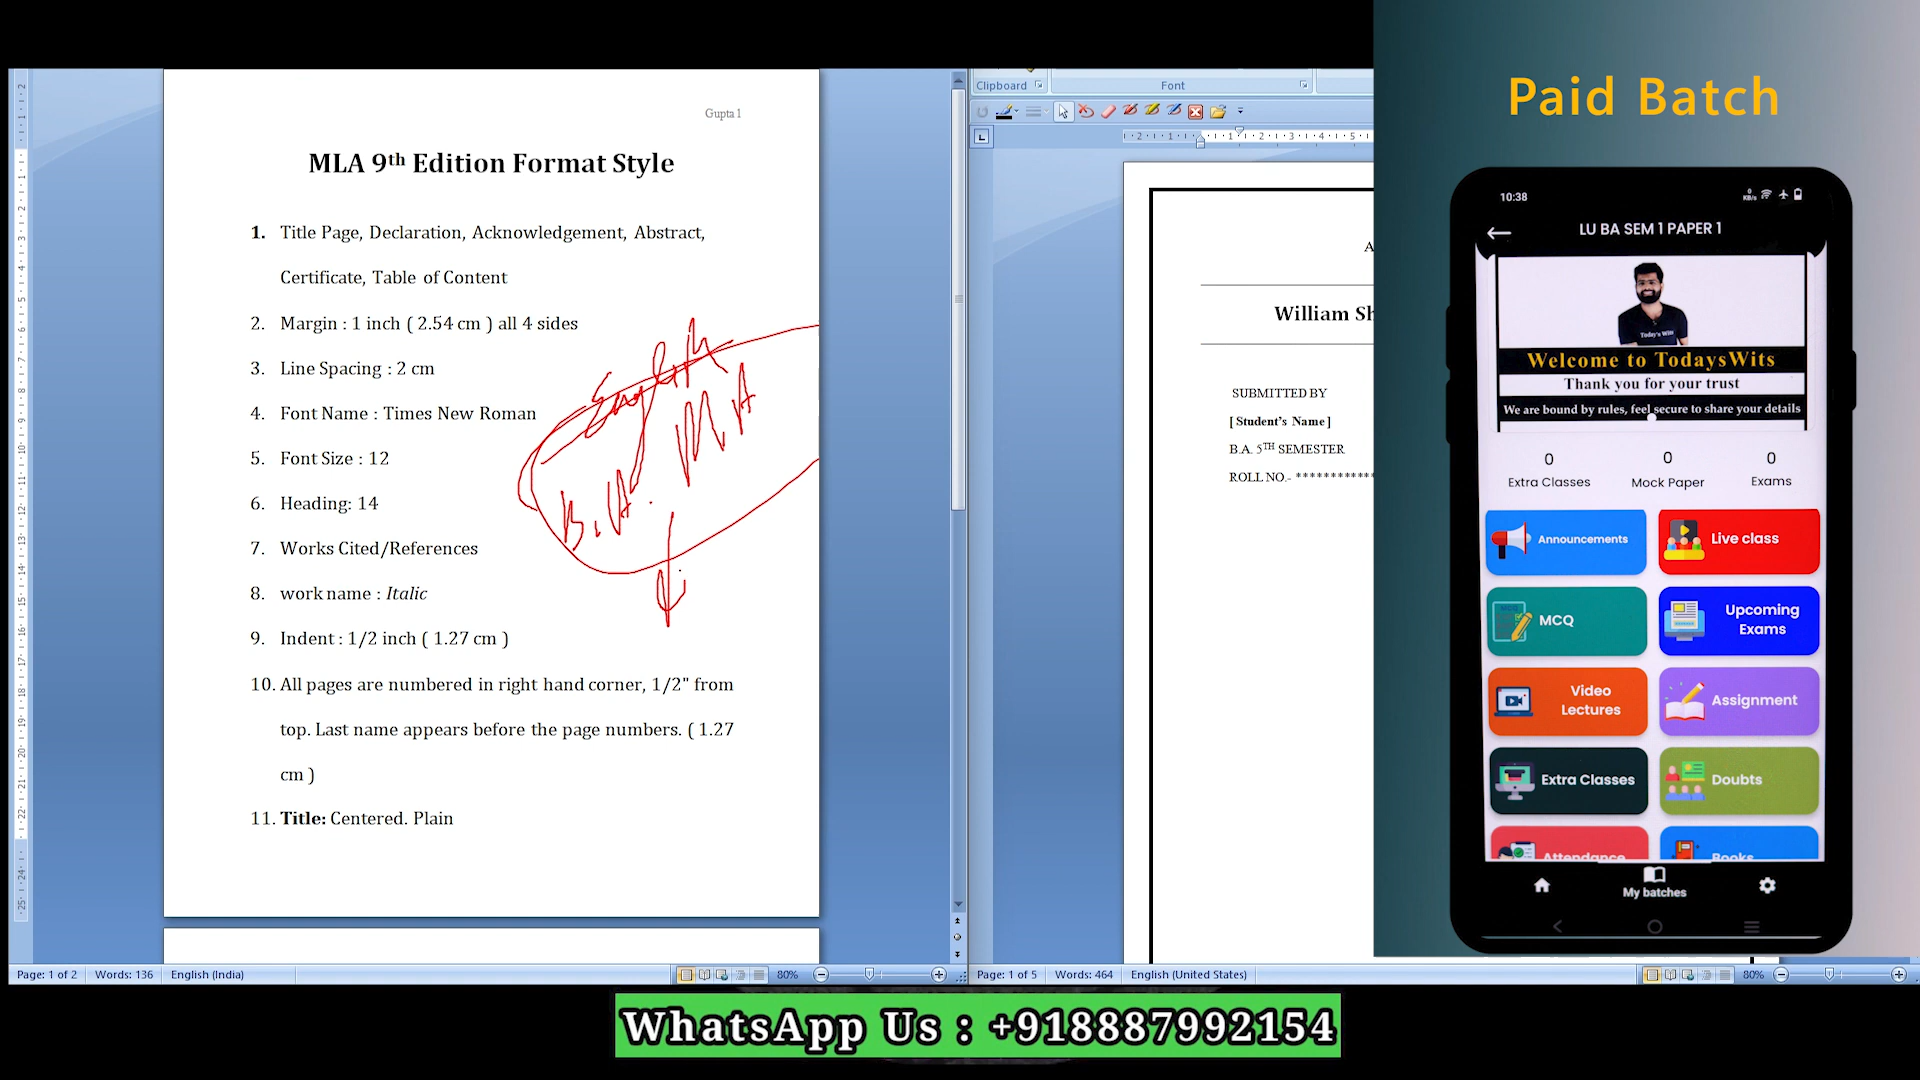 Gupta 1
MLA 9th Edition Format Style
1. Title Page, Declaration, Acknowledgement, Abstract,
Certificate, Table of Content
2. Margin : 1 inch ( 2.54 cm ) all 4 sides
3. Line Spacing : 2 cm
4. Font Name : Times New Roman
5. Font Size : 12
6. Heading: 14
7. Works Cited/References
8. work name : Italic
9. Indent : 1/2 inch ( 1.27 cm )
10. All pages are numbered in right hand corner, 1/2" from
top. Last name appears before the page numbers. ( 1.27
cm )
11. Title: Centered. Plain
English
B.A. MA
Page: 1 of 2 Words: 136 English (India) 80%
Clipboard Font
A
William Sh
SUBMITTED BY
[ Student's Name ]
B.A. 5TH SEMESTER
ROLL NO.- ************
Page: 1 of 5 Words: 464 English (United States) 80%
Paid Batch
10:38
LU BA SEM 1 PAPER 1
Today's Wits
Welcome to TodaysWits
Thank you for your trust
We are bound by rules, feel secure to share your details
0 0 0
Extra Classes Mock Paper Exams
Announcements Live class
MCQ Upcoming
Exams
Video
Lectures Assignment
Extra Classes Doubts
Attendance Books
My batches
WhatsApp Us : +918887992154